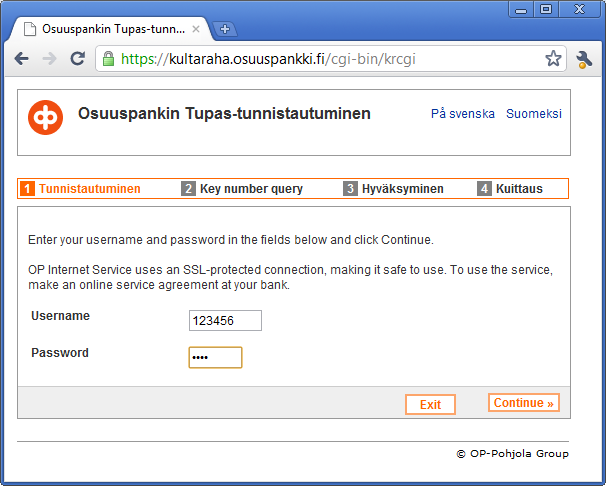 Osuuspankin Tupas-tunn...
https://kultaraha.osuuspankki.fi/cgi-bin/krcgi
Osuuspankin Tupas-tunnistautuminen
På svenska Suomeksi
1 Tunnistautuminen 2 Key number query 3 Hyväksyminen 4 Kuittaus
Enter your username and password in the fields below and click Continue.
OP Internet Service uses an SSL-protected connection, making it safe to use. To use the service,
make an online service agreement at your bank.
Username 123456
Password ••••
Exit Continue »
© OP-Pohjola Group